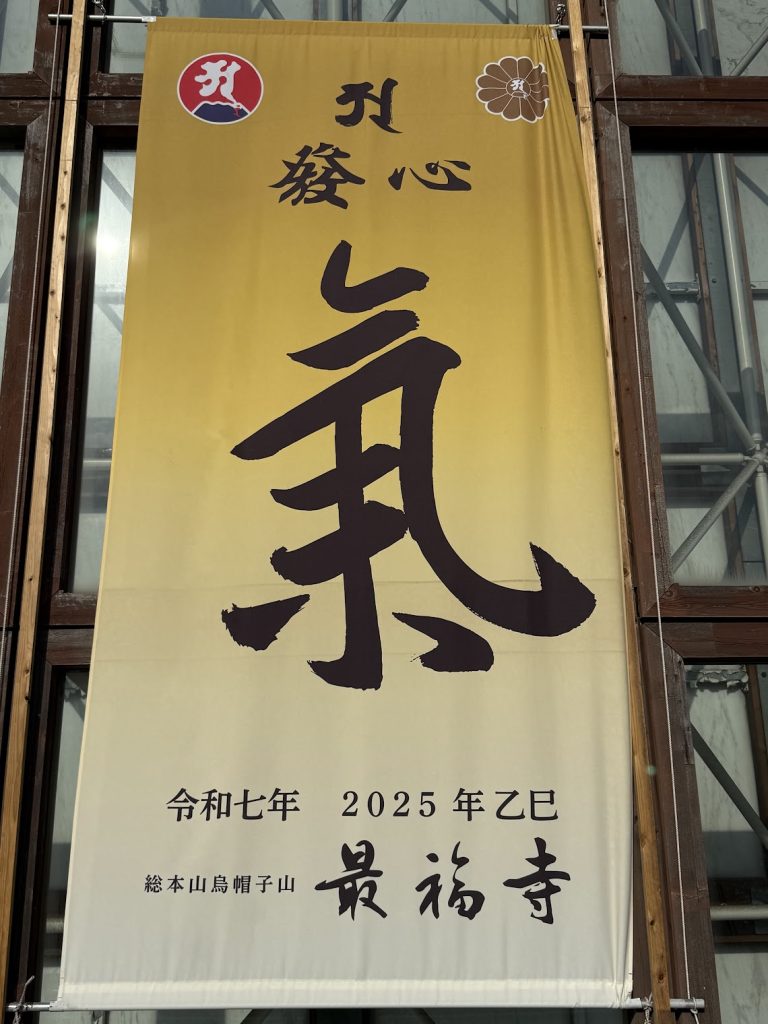 發心
氣
令和七年 2025年乙巳
総本山烏帽子山 最福寺